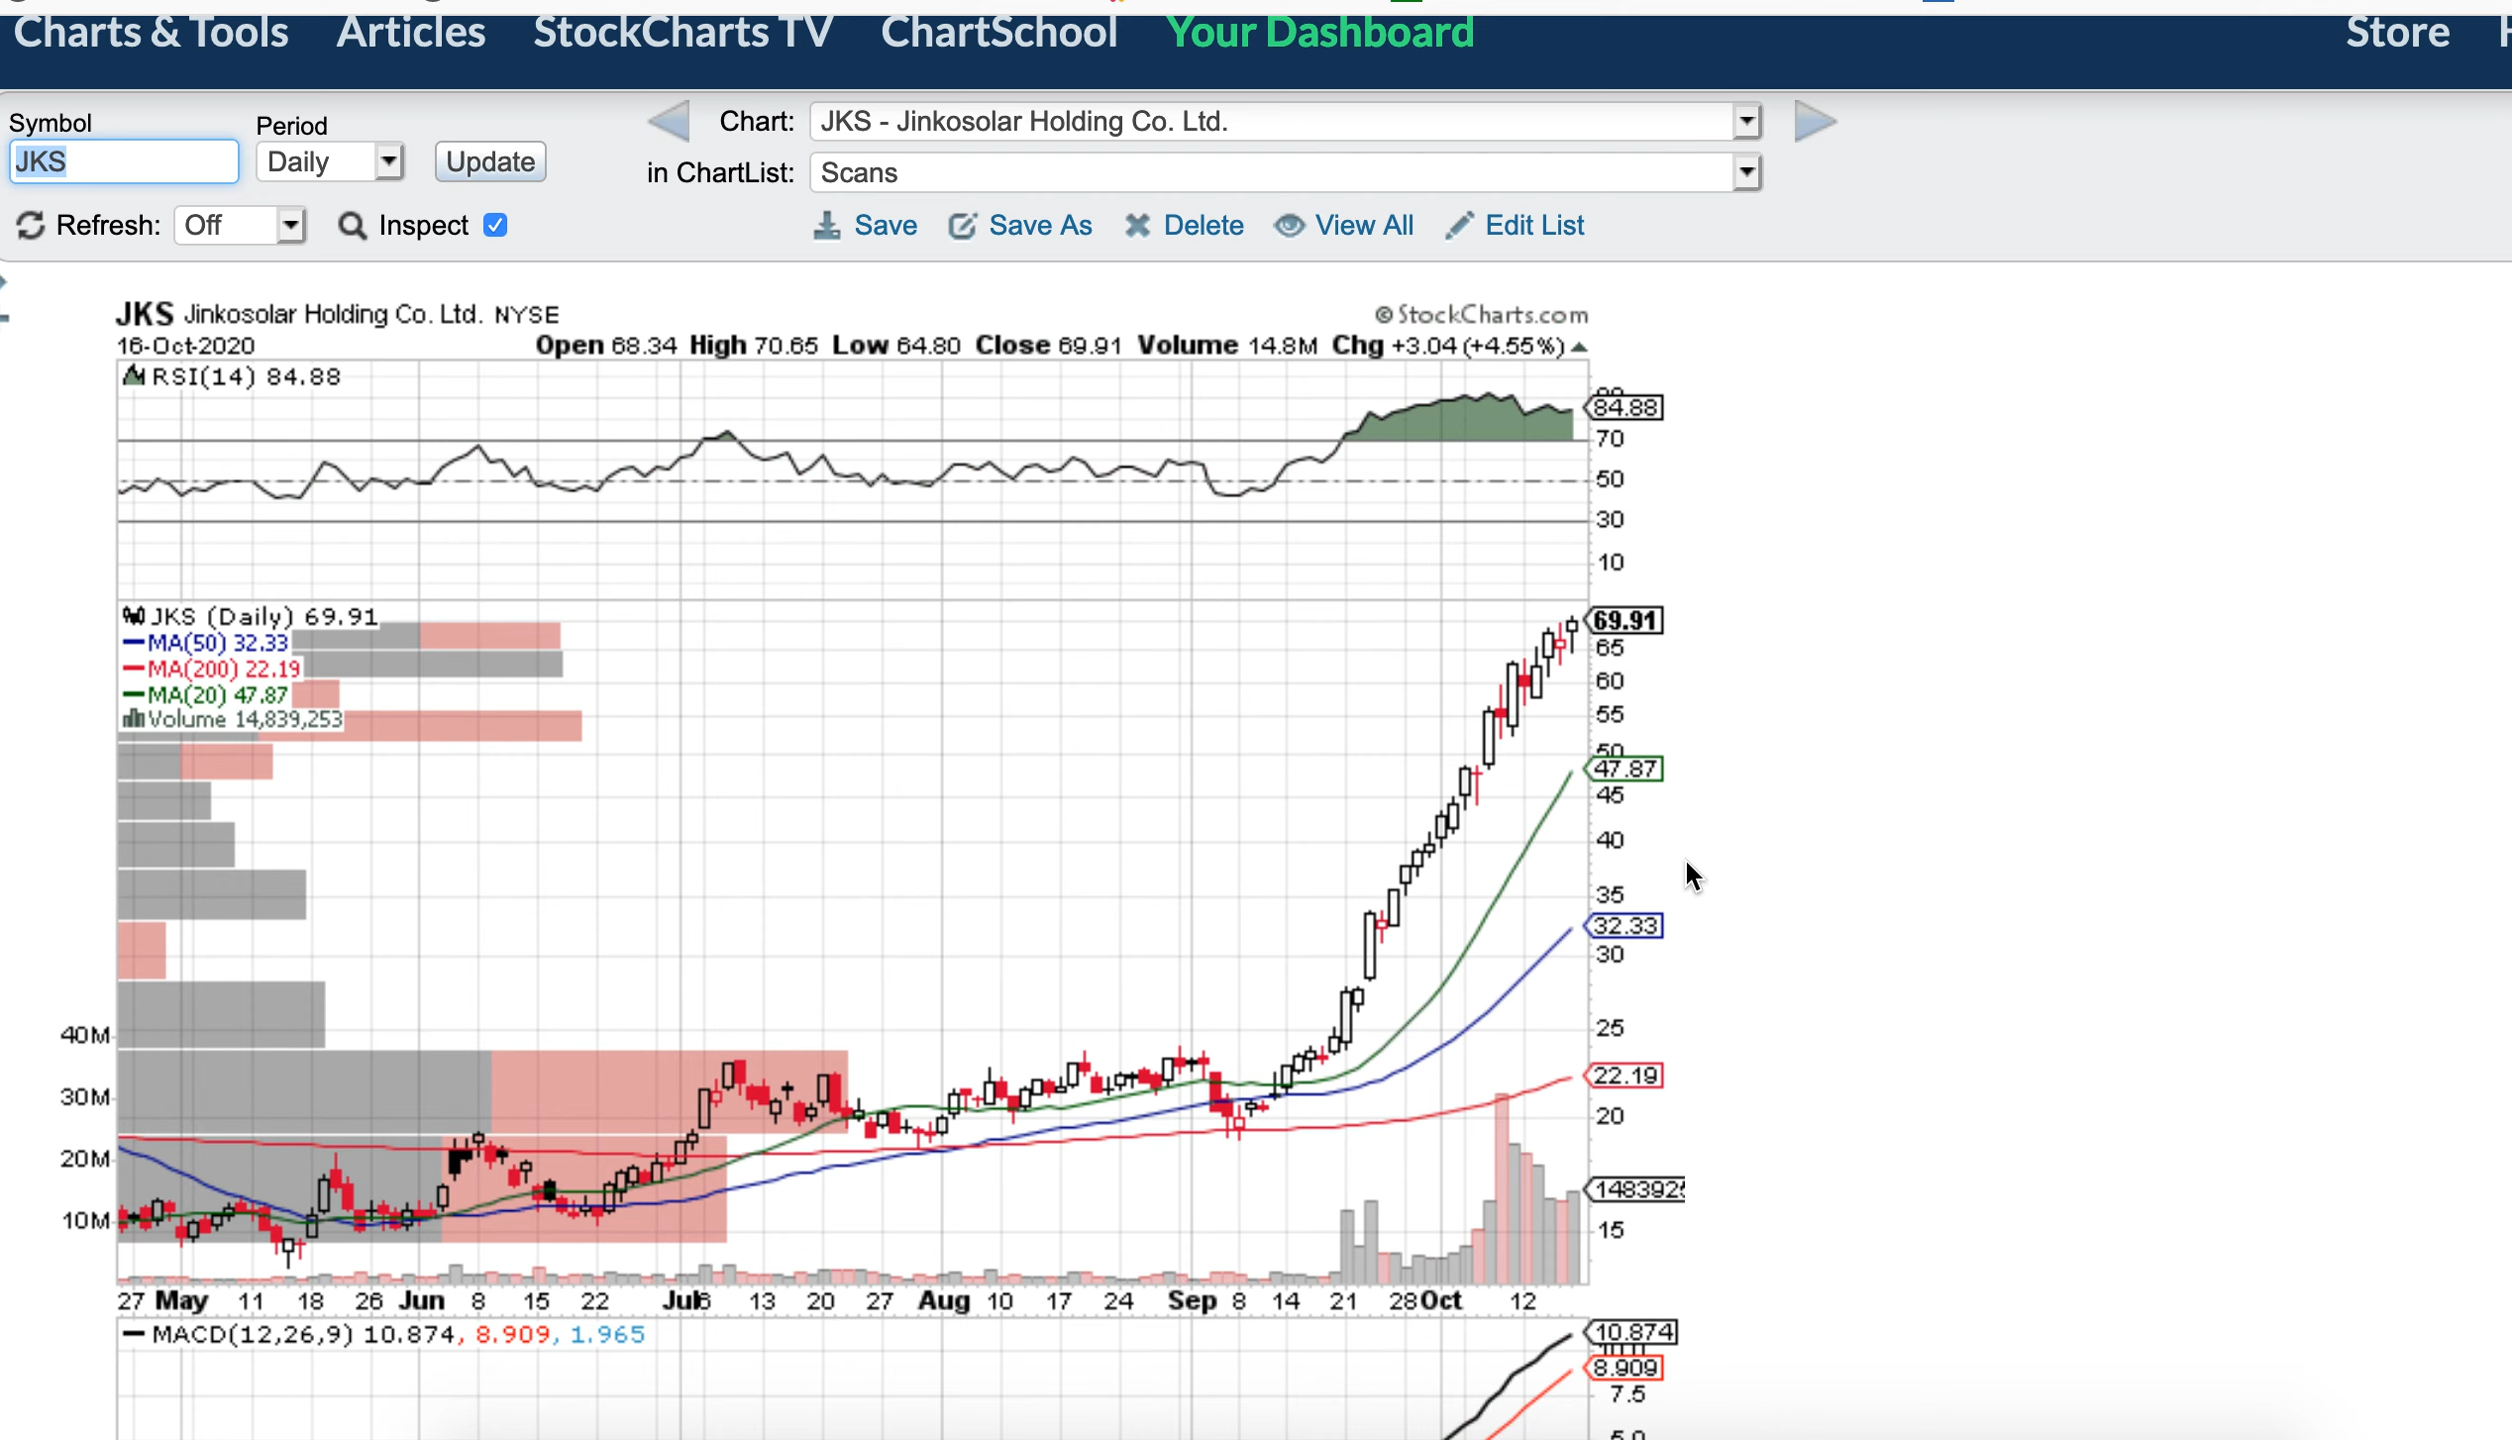 Charts & Tools Articles StockCharts TV ChartSchool Your Dashboard Store
Symbol Period Chart: JKS - Jinkosolar Holding Co. Ltd.
JKS Daily Update in ChartList: Scans
Refresh: Off Inspect Save Save As Delete View All Edit List
JKS Jinkosolar Holding Co. Ltd. NYSE © StockCharts.com
16-Oct-2020 Open 68.34 High 70.65 Low 64.80 Close 69.91 Volume 14.8M Chg +3.04 (+4.55%)
RSI(14) 84.88
84.88
70
50
30
10
JKS (Daily) 69.91
MA(50) 32.33
MA(200) 22.19
MA(20) 47.87
Volume 14,839,253
69.91
65
60
55
50
47.87
45
40
35
32.33
30
25
22.19
20
15
40M
30M
20M
10M
27 May 11 18 26 Jun 8 15 22 Jul 6 13 20 27 Aug 10 17 24 Sep 8 14 21 28 Oct 12
MACD(12,26,9) 10.874, 8.909, 1.965
10.874
8.909
7.5